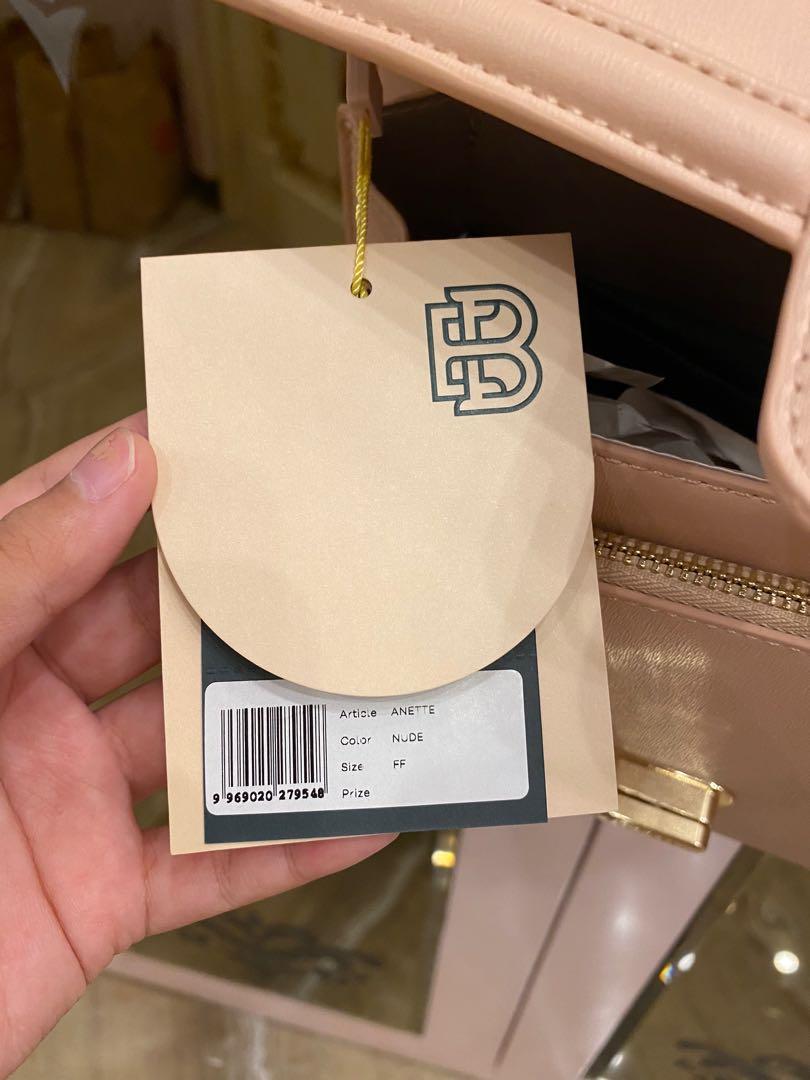 B
Article ANETTE
Color NUDE
Size FF
Prize
9 969020 279548